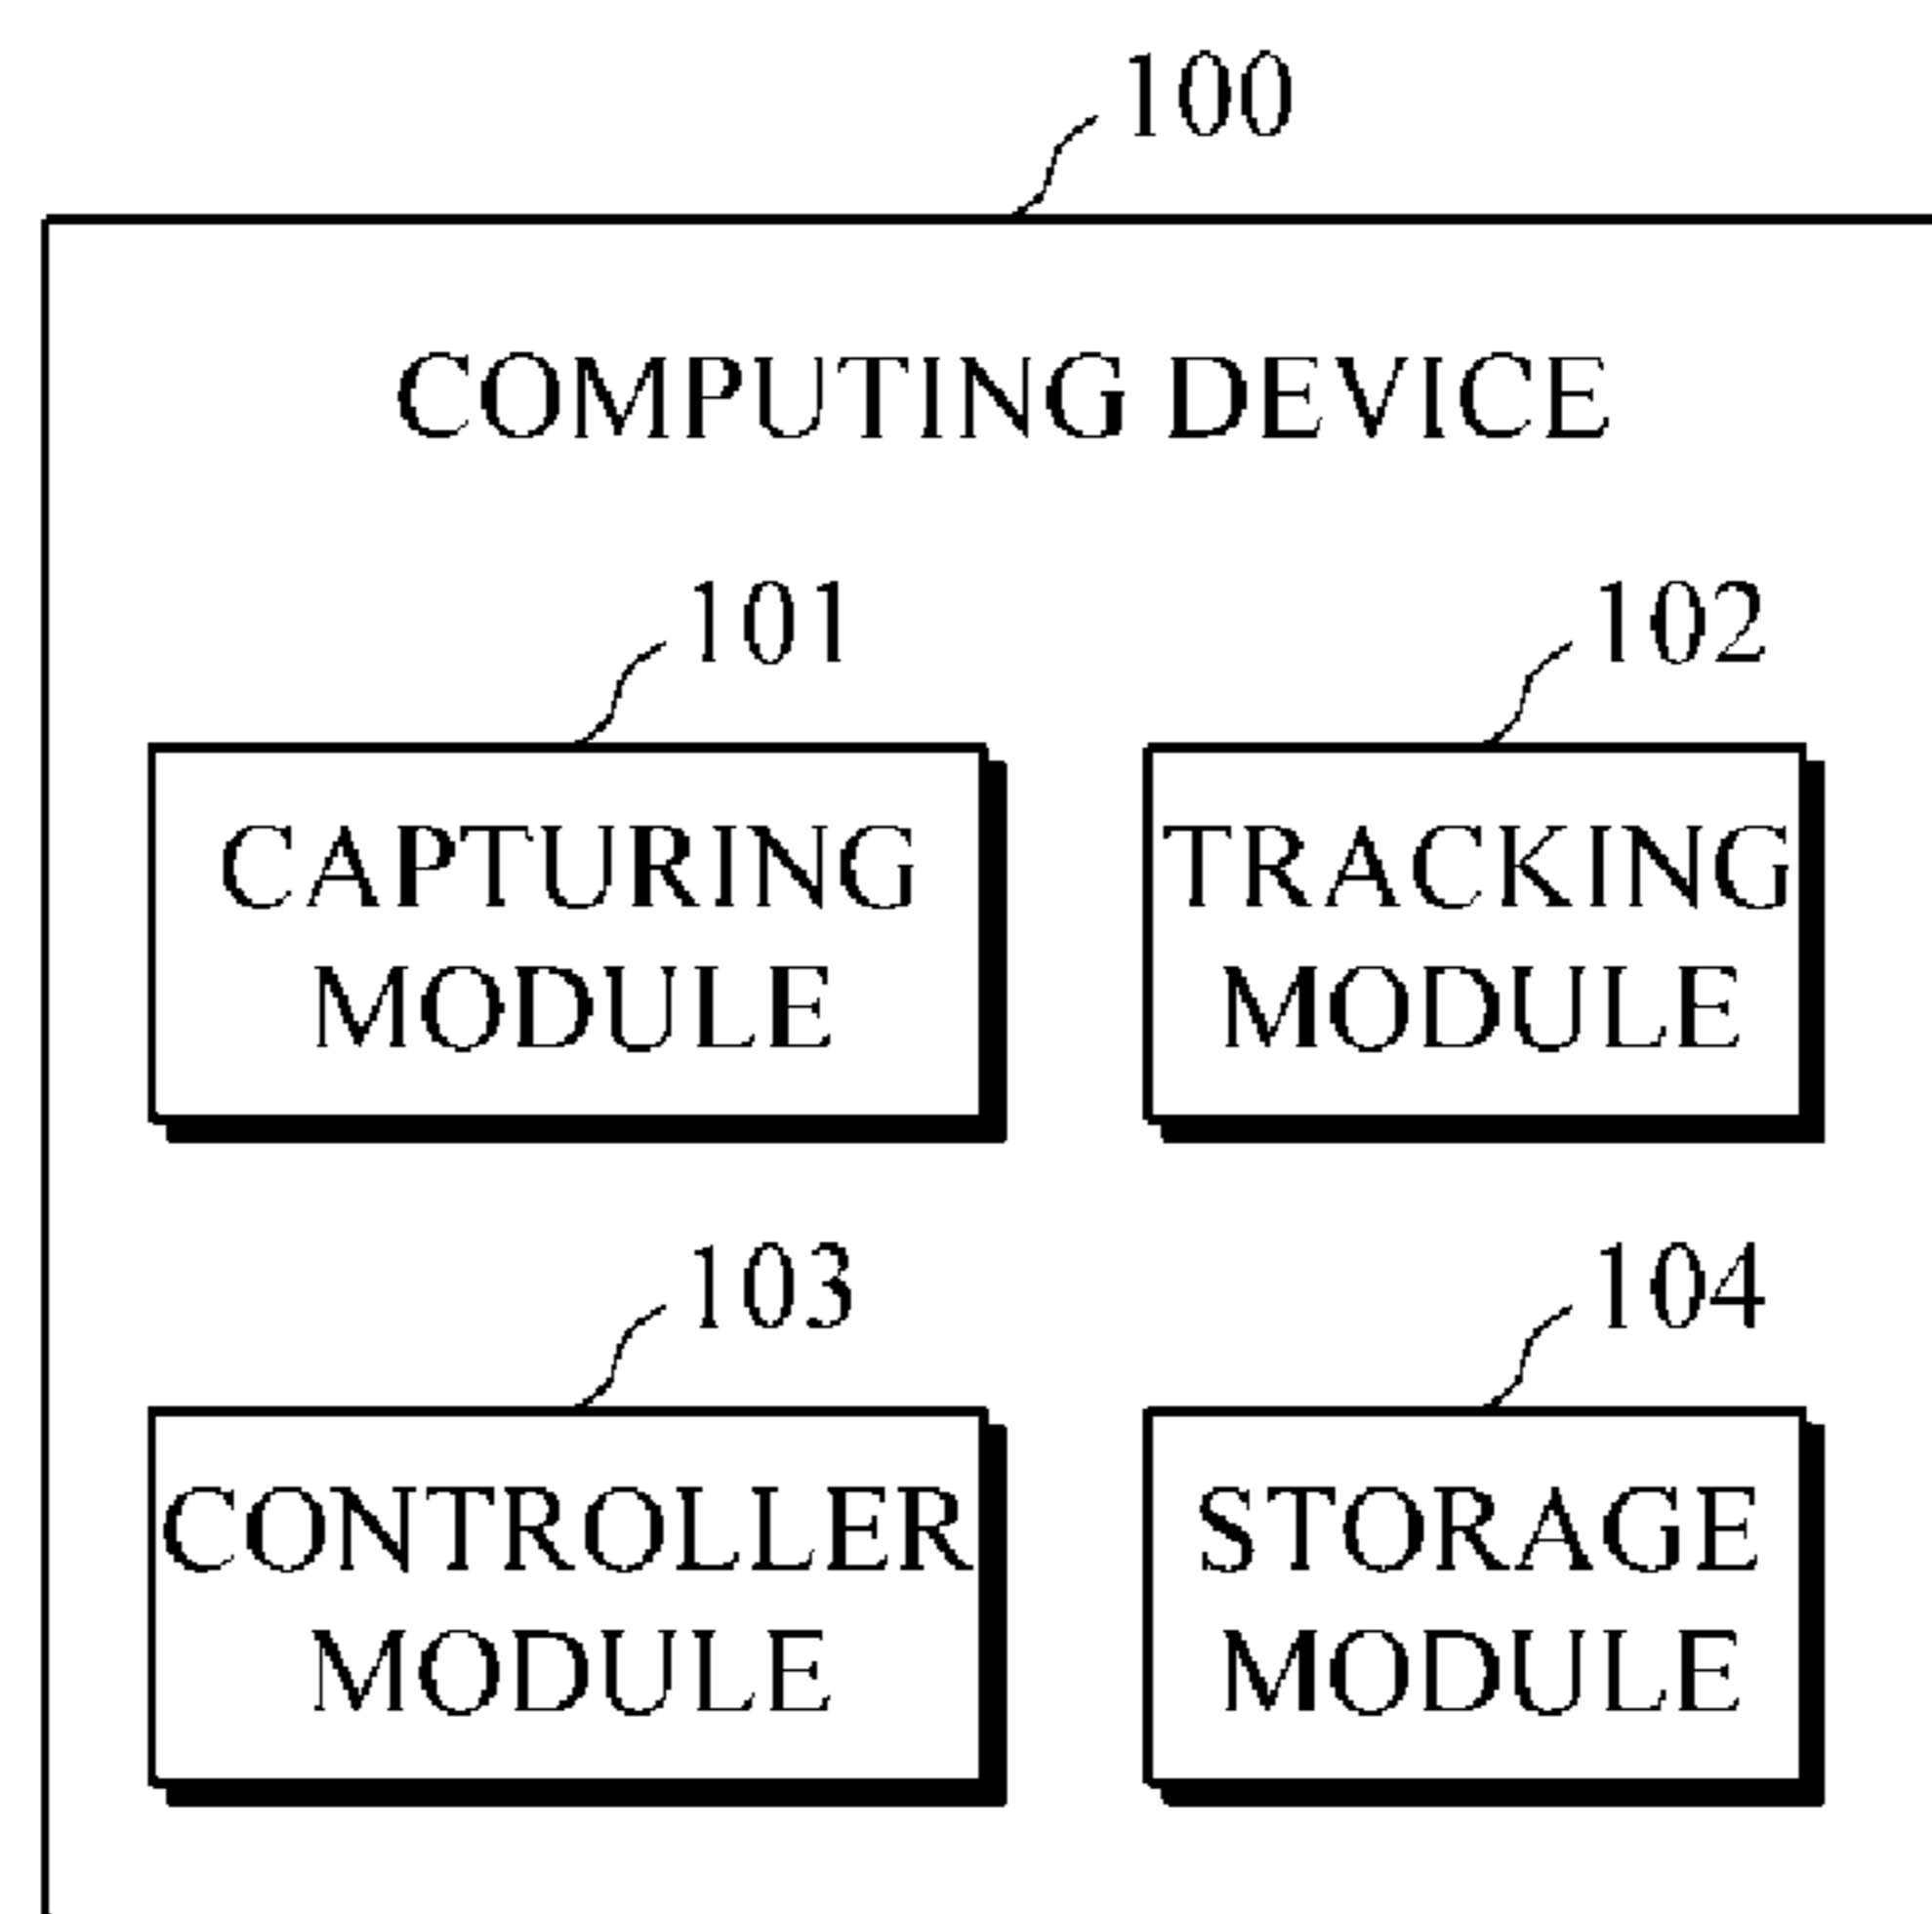 100
COMPUTING DEVICE
101
102
CAPTURING
MODULE
TRACKING
MODULE
103
104
CONTROLLER
MODULE
STORAGE
MODULE